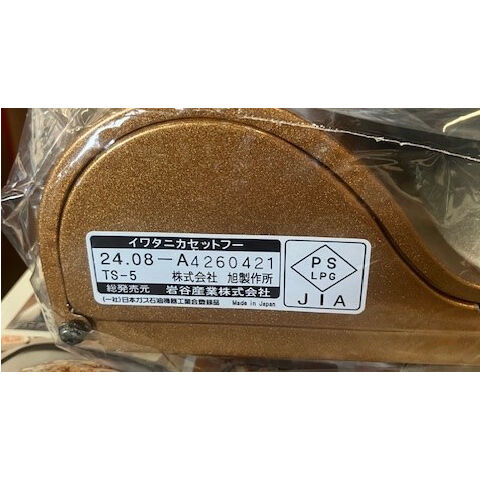 イワタニカセットフー
24.08-A4260421
TS-5 株式会社 旭製作所
総発売元 岩谷産業株式会社
(一社)日本ガス石油機器工業会登録品 Made in Japan
PS
LPG
JIA